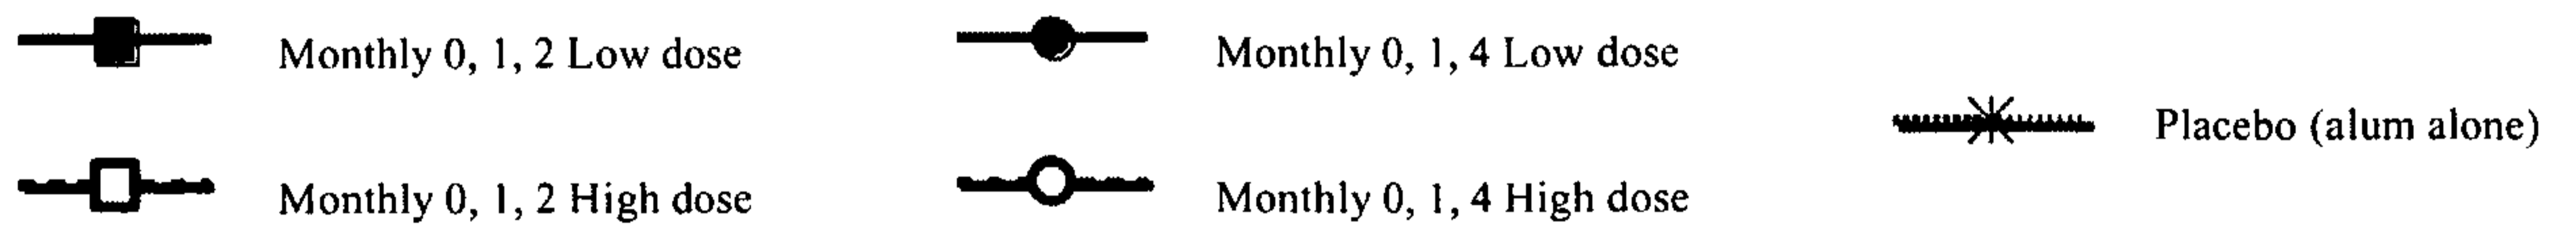 Monthly 0, 1, 2 Low dose
Monthly 0, 1, 4 Low dose
Placebo (alum alone)
Monthly 0, 1, 2 High dose
Monthly 0, 1, 4 High dose